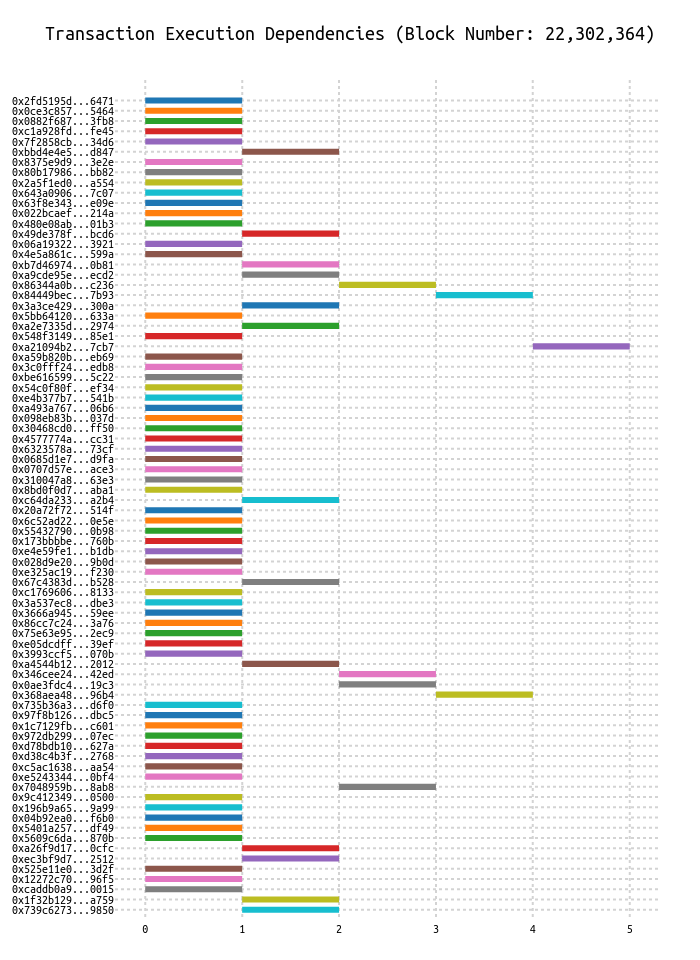 Transaction Execution Dependencies (Block Number: 22,302,364)
0x2fd5195d...6471
0x0ce3c857...5464
0x0882f687...3fb8
0xc1a928fd...fe45
0x7f2858cb...34d6
0xbbd4e4e5...d847
0x8375e9d9...3e2e
0x80b17986...bb82
0x2a5f1ed0...a554
0x643a0906...7c07
0x63f8e343...e09e
0x022bcaef...214a
0x480e08ab...01b3
0x49de378f...bcd6
0x06a19322...3921
0x4e5a861c...599a
0xb7d46974...0b81
0xa9cde95e...ecd2
0x86344a0b...c236
0x84449bec...7b93
0x3a3ce429...300a
0x5bb64120...633a
0xa2e7335d...2974
0x548f3149...85e1
0xa21094b2...7cb7
0xa59b820b...eb69
0x3c0fff24...edb8
0xbe616599...5c22
0x54c0f80f...ef34
0xe4b377b7...541b
0xa493a767...06b6
0x098eb83b...037d
0x30468cd0...ff50
0x4577774a...cc31
0x6323578a...73cf
0x0685d1e7...d9fa
0x0707d57e...ace3
0x310047a8...63e3
0x8bd0f0d7...aba1
0xc64da233...a2b4
0x20a72f72...514f
0x6c52ad22...0e5e
0x55432790...0b98
0x173bbbbe...760b
0xe4e59fe1...b1db
0x028d9e20...9b0d
0xe325ac19...f230
0x67c4383d...b528
0xc1769606...8133
0x3a537ec8...dbe3
0x3666a945...59ee
0x86cc7c24...3a76
0x75e63e95...2ec9
0xe05dcdff...39ef
0x3993ccf5...070b
0xa4544b12...2012
0x346cee24...42ed
0x0ae3fdc4...19c3
0x368aea48...96b4
0x735b36a3...d6f0
0x97f8b126...dbc5
0x1c7129fb...c601
0x972db299...07ec
0xd78bdb10...627a
0xd38c4b3f...2768
0xc5ac1638...aa54
0xe5243344...0bf4
0x7048959b...8ab8
0x9c412349...0500
0x196b9a65...9a99
0x04b92ea0...f6b0
0x5401a257...df49
0x5609c6da...870b
0xa26f9d17...0cfc
0xec3bf9d7...2512
0x525e11e0...3d2f
0x12272c70...96f5
0xcaddb0a9...0015
0x1f32b129...a759
0x739c6273...9850
0 1 2 3 4 5